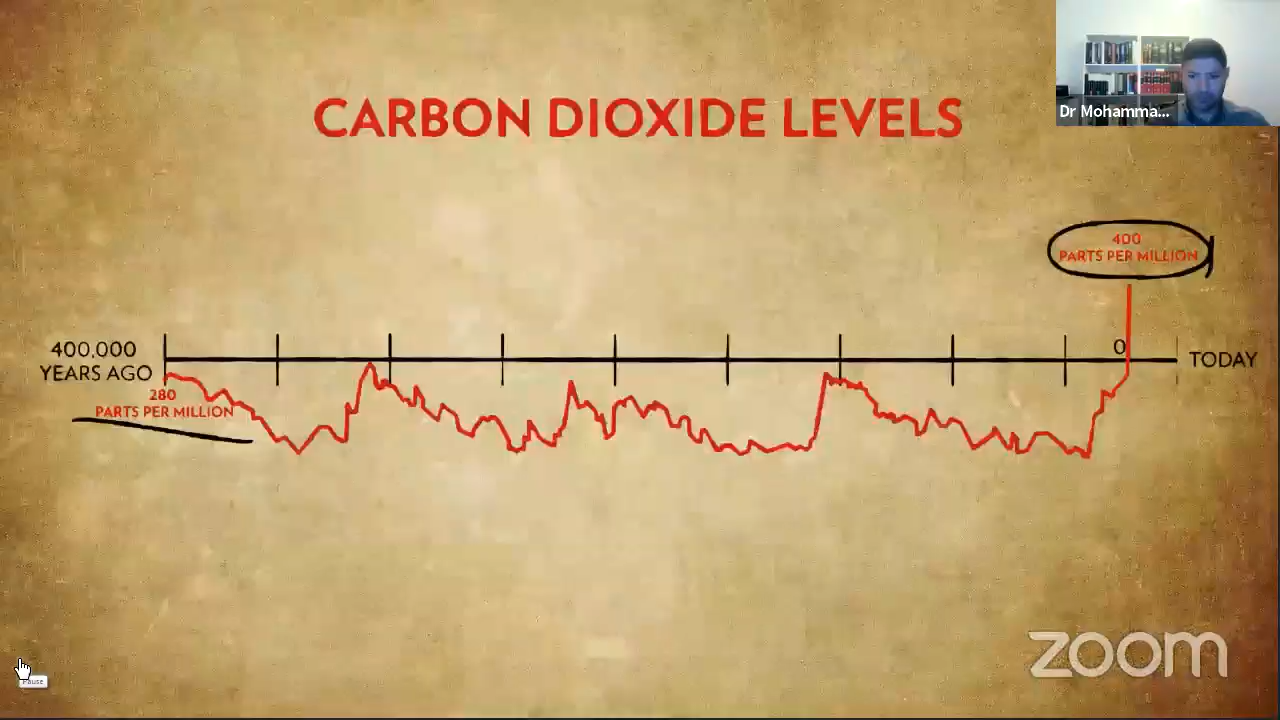 Dr Mohamma...
CARBON DIOXIDE LEVELS
400
PARTS PER MILLION
400,000
YEARS AGO
0
TODAY
280
PARTS PER MILLION
zoom
Pause